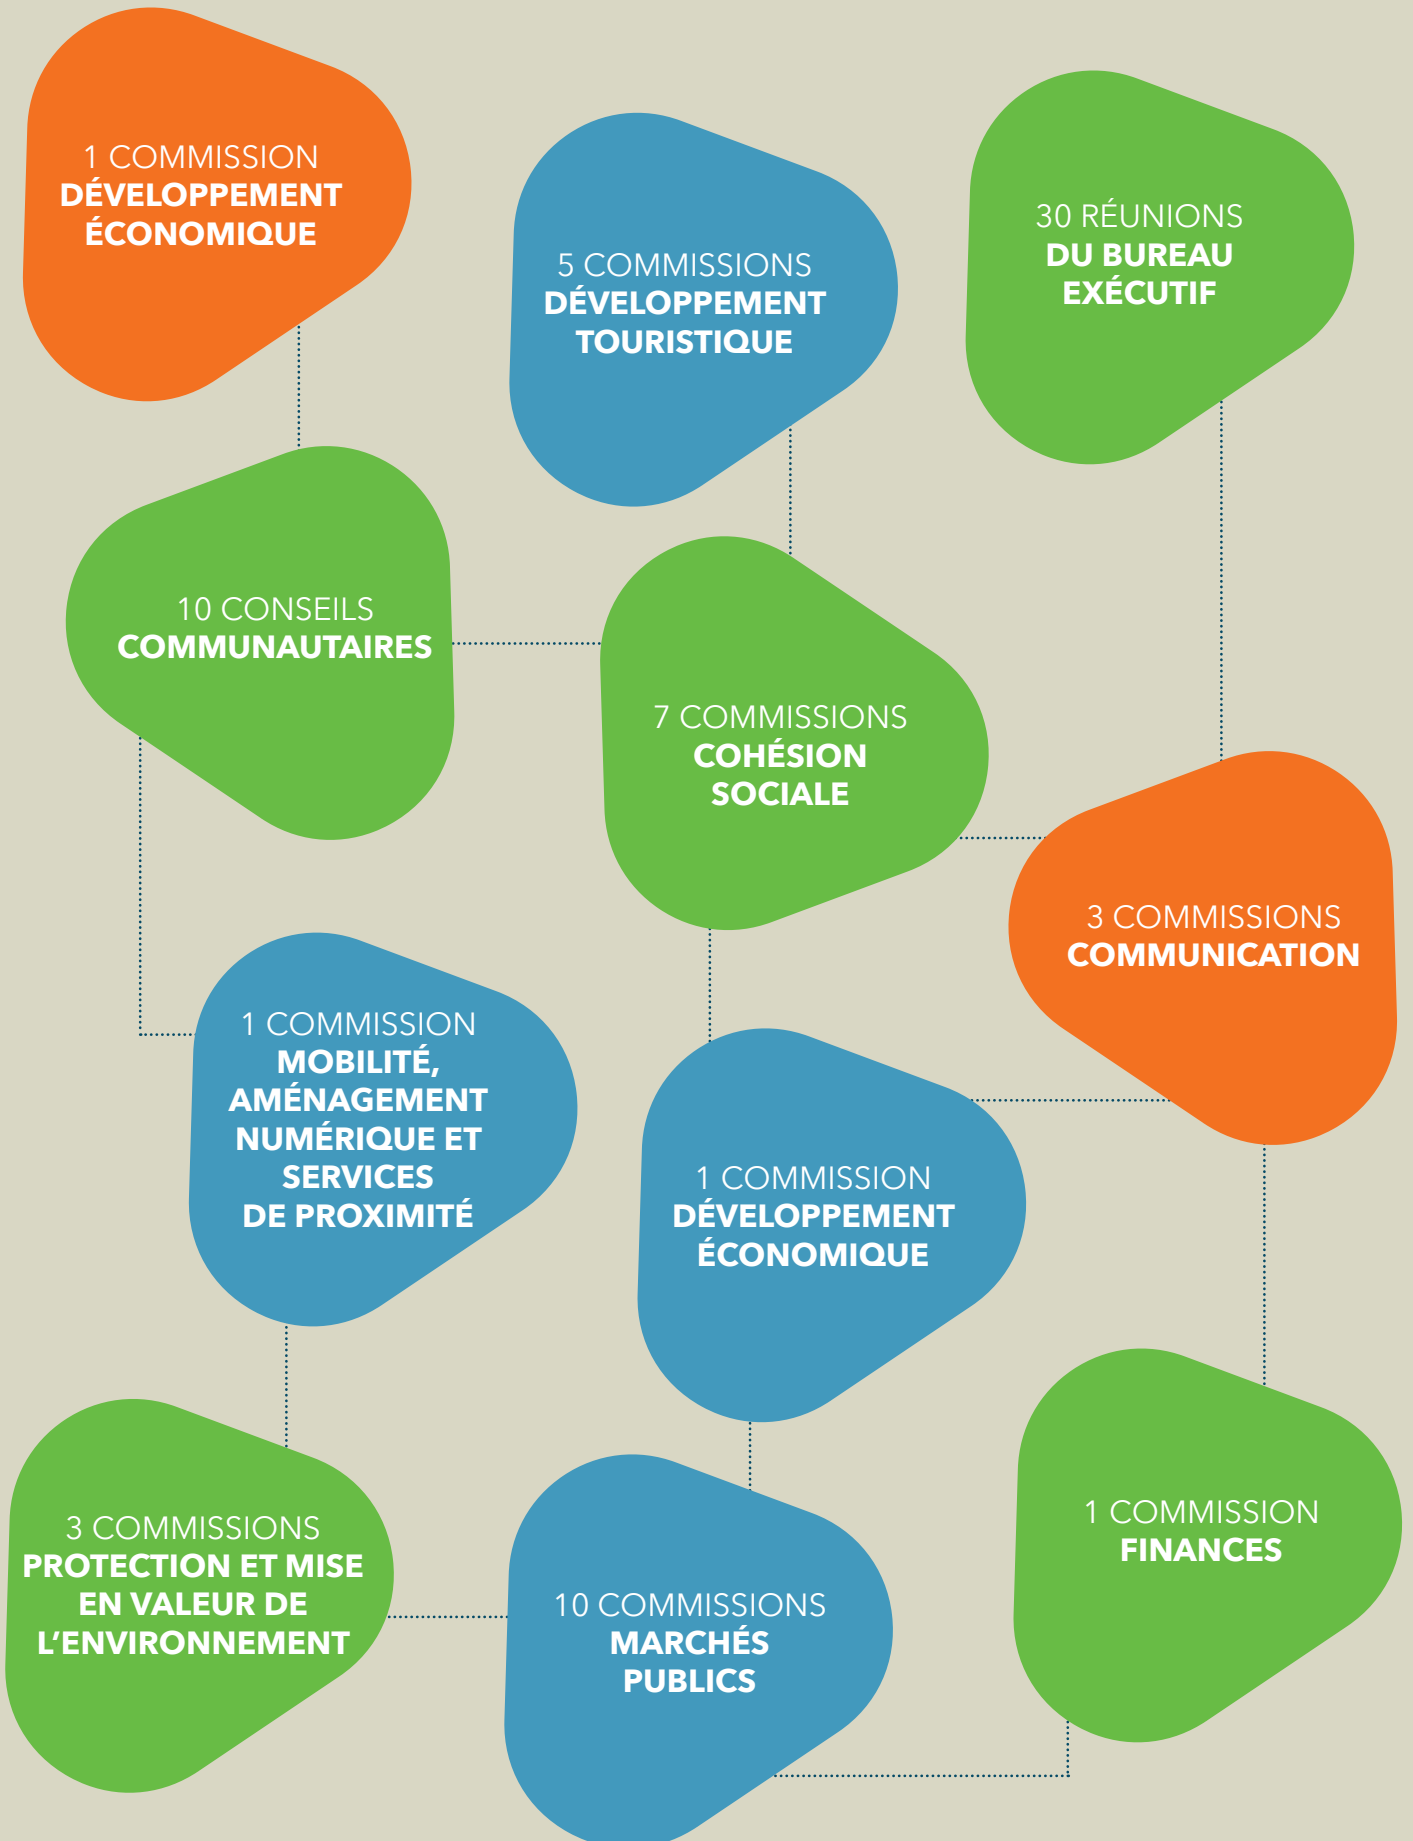 1 COMMISSION
DÉVELOPPEMENT
ÉCONOMIQUE
5 COMMISSIONS
DÉVELOPPEMENT
TOURISTIQUE
30 RÉUNIONS
DU BUREAU
EXÉCUTIF
10 CONSEILS
COMMUNAUTAIRES
7 COMMISSIONS
COHÉSION
SOCIALE
3 COMMISSIONS
COMMUNICATION
1 COMMISSION
MOBILITÉ,
AMÉNAGEMENT
NUMÉRIQUE ET
SERVICES
DE PROXIMITÉ
1 COMMISSION
DÉVELOPPEMENT
ÉCONOMIQUE
3 COMMISSIONS
PROTECTION ET MISE
EN VALEUR DE
L'ENVIRONNEMENT
10 COMMISSIONS
MARCHÉS
PUBLICS
1 COMMISSION
FINANCES